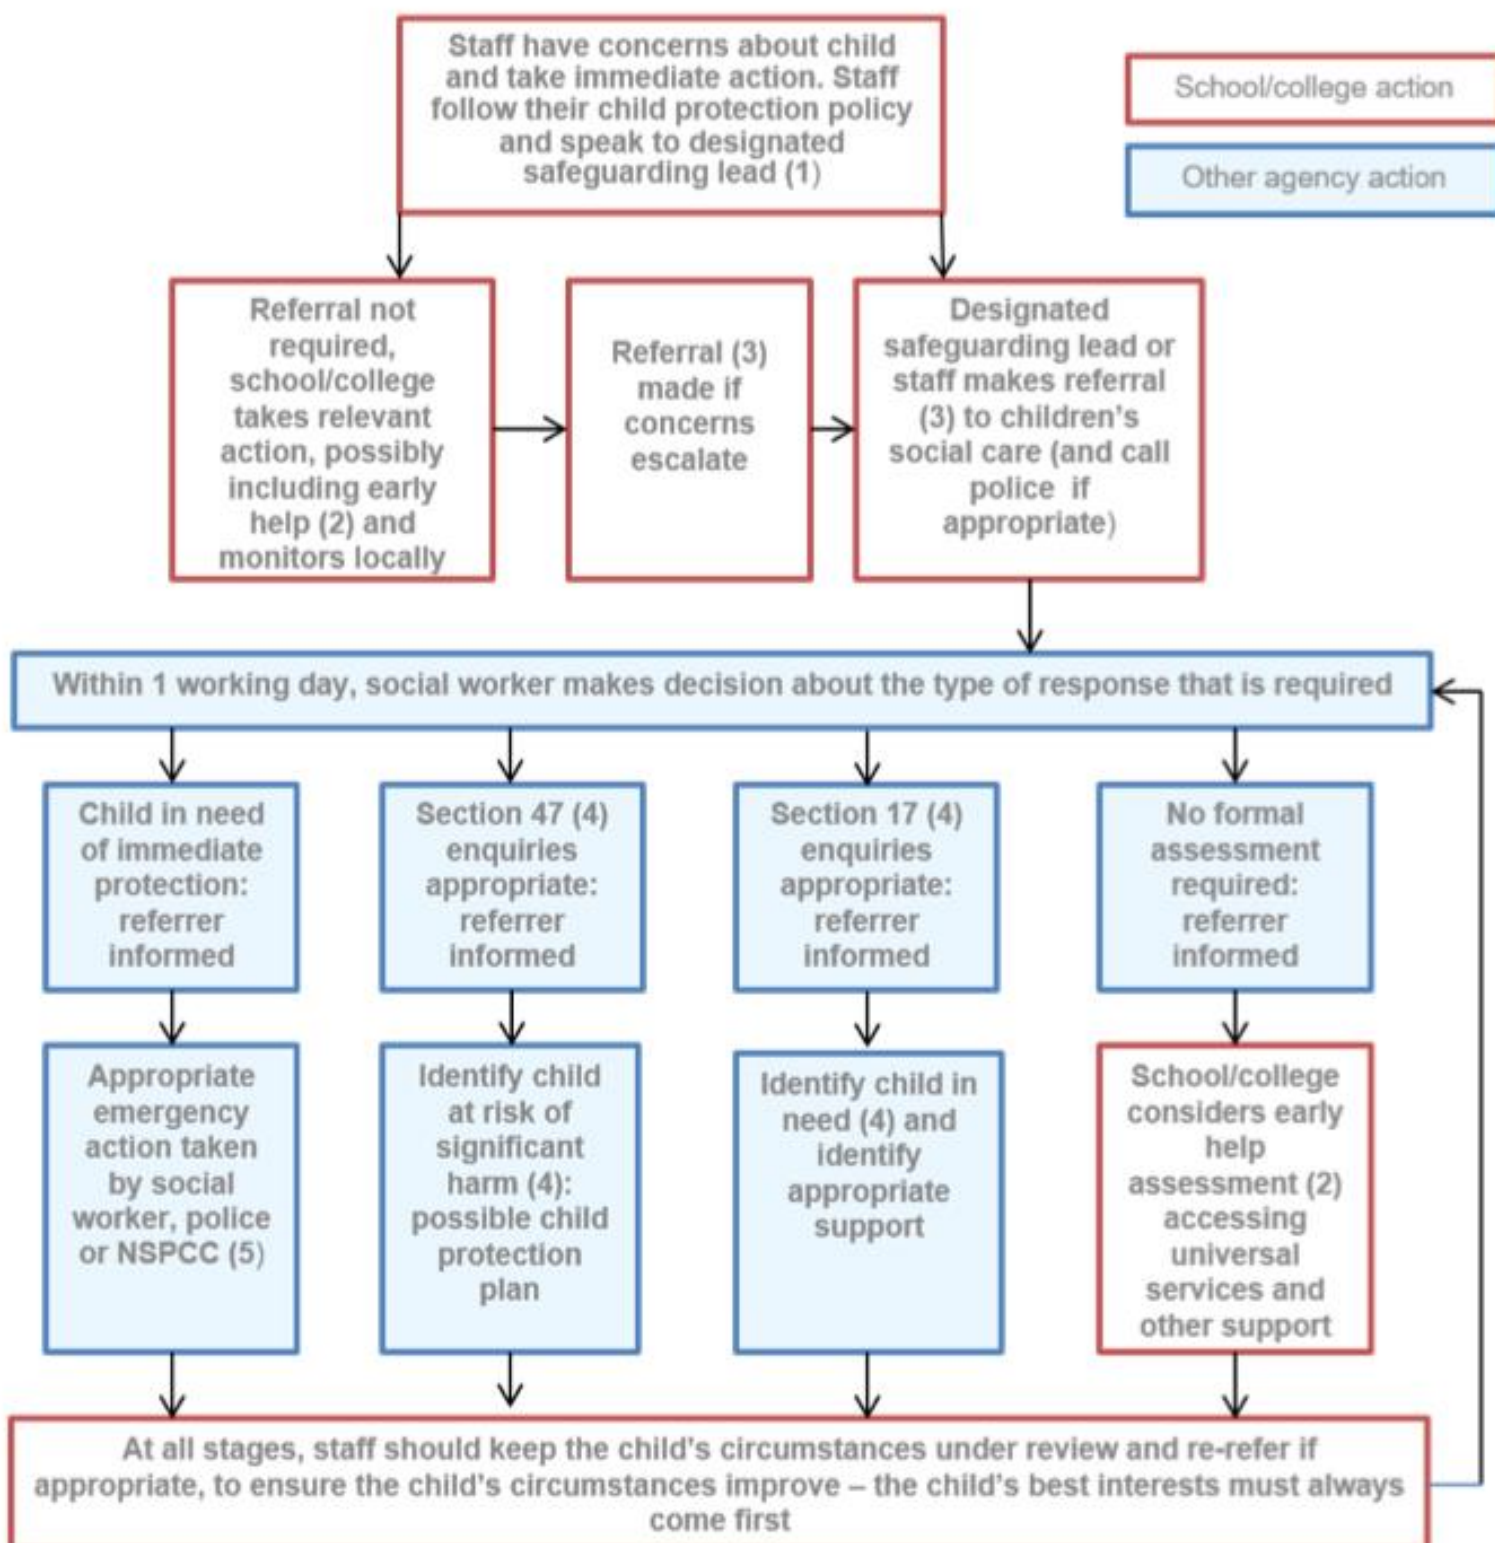 Staff have concerns about child
and take immediate action. Staff
follow their child protection policy
and speak to designated
safeguarding lead (1)
School/college action
Other agency action
Referral not
required,
school/college
takes relevant
action, possibly
including early
help (2) and
monitors locally
Referral (3)
made if
concerns
escalate
Designated
safeguarding lead or
staff makes referral
(3) to children's
social care (and call
police if
appropriate)
Within 1 working day, social worker makes decision about the type of response that is required
Child in need
of immediate
protection:
referrer
informed
Section 47 (4)
enquiries
appropriate:
referrer
informed
Section 17 (4)
enquiries
appropriate:
referrer
informed
No formal
assessment
required:
referrer
informed
Appropriate
emergency
action taken
by social
worker, police
or NSPCC (5)
Identify child
at risk of
significant
harm (4):
possible child
protection
plan
Identify child in
need (4) and
identify
appropriate
support
School/college
considers early
help
assessment (2)
accessing
universal
services and
other support
At all stages, staff should keep the child's circumstances under review and re-refer if
appropriate, to ensure the child's circumstances improve – the child's best interests must always
come first